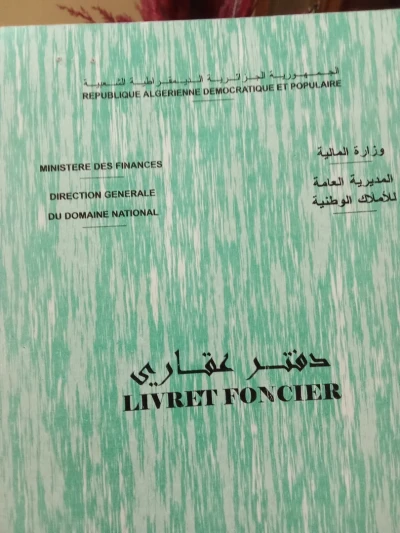 الجمهورية الجزائرية الديمقراطية الشعبية
REPUBLIQUE ALGERIENNE DEMOCRATIQUE ET POPULAIRE
وزارة المالية
MINISTERE DES FINANCES
المديرية العامة
للأملاك الوطنية
DIRECTION GENERALE
DU DOMAINE NATIONAL
دفتر عقاري
LIVRET FONCIER